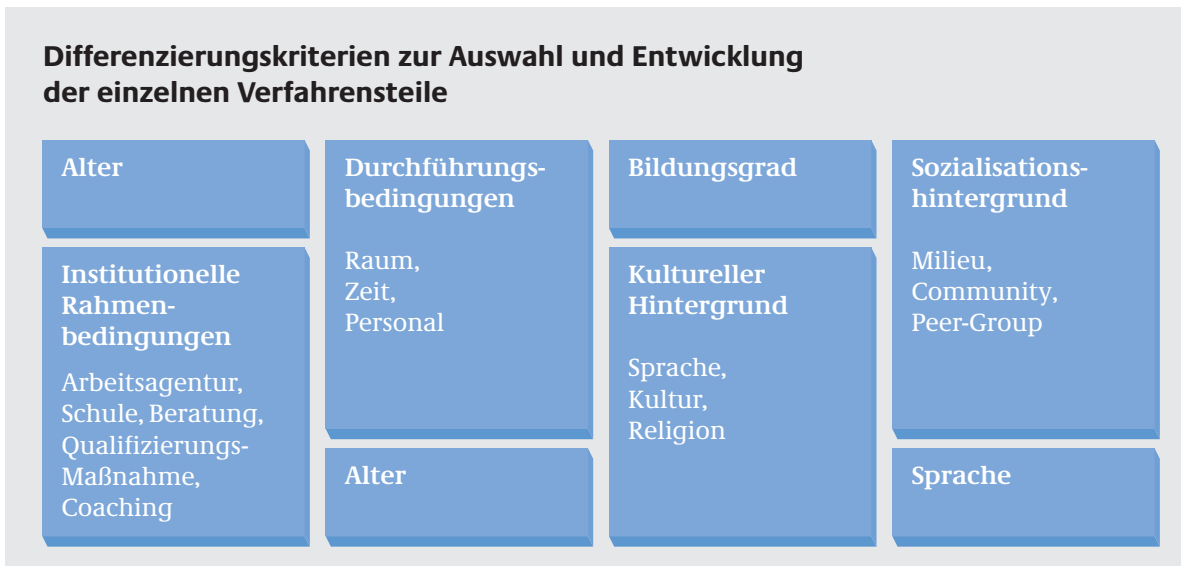 Differenzierungskriterien zur Auswahl und Entwicklung
der einzelnen Verfahrensteile
Alter
Institutionelle
Rahmen-
bedingungen
Arbeitsagentur,
Schule, Beratung,
Qualifizierungs-
Maßnahme,
Coaching
Durchführungs-
bedingungen
Raum,
Zeit,
Personal
Alter
Bildungsgrad
Kultureller
Hintergrund
Sprache,
Kultur,
Religion
Sozialisations-
hintergrund
Milieu,
Community,
Peer-Group
Sprache